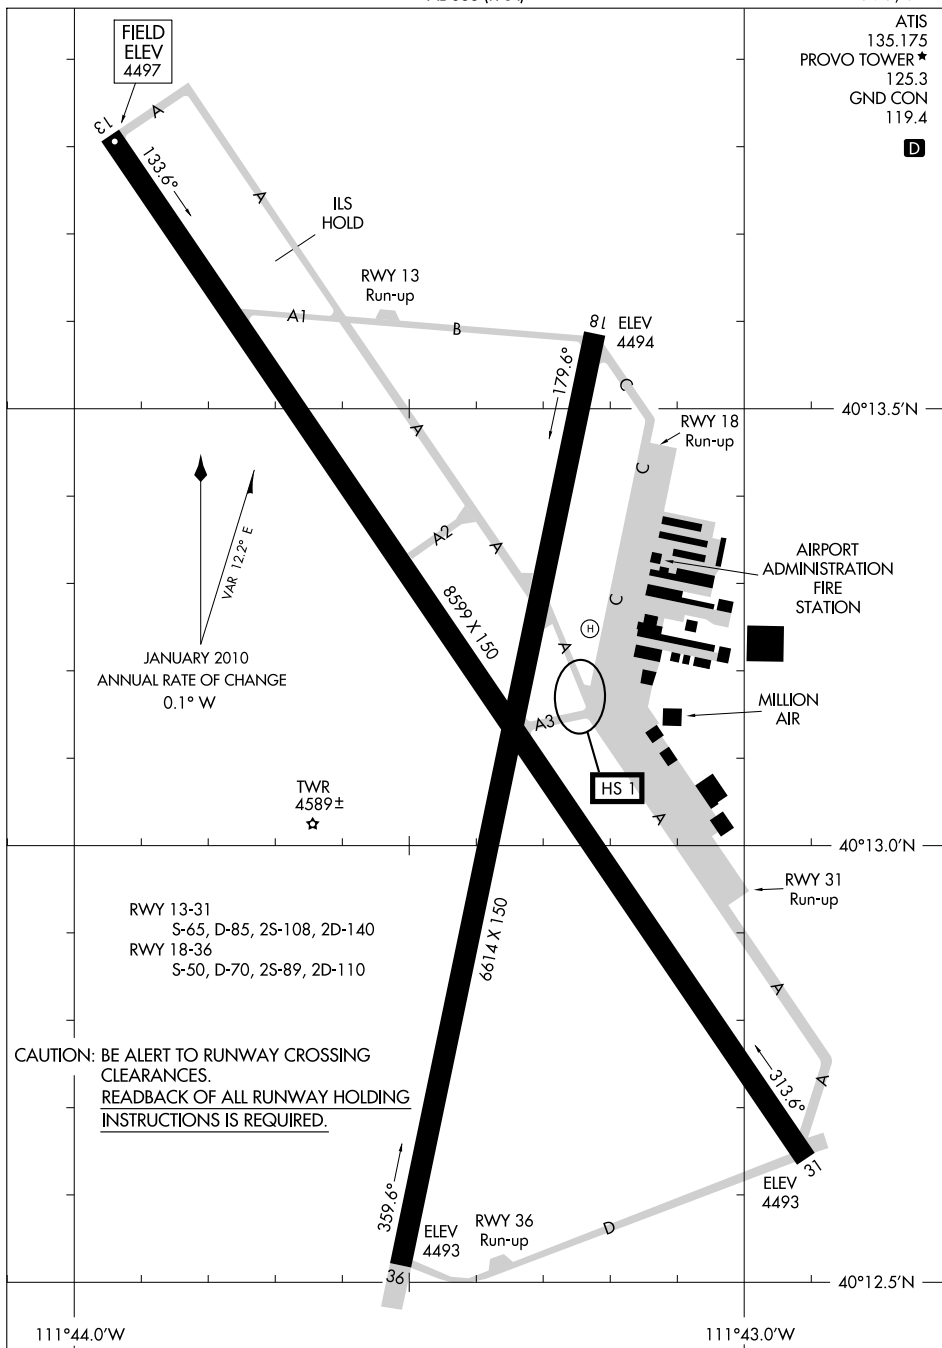 FIELD
ELEV
4497
ATIS
135.175
PROVO TOWER★
125.3
GND CON
119.4
D
13
A
133.6°
A
ILS
HOLD
RWY 13
Run-up
A1
B
18
ELEV
4494
179.6°
C
40°13.5'N
A
RWY 18
Run-up
C
VAR 12.2° E
A2
A
AIRPORT
ADMINISTRATION
FIRE
STATION
8599 X 150
C
H
A
JANUARY 2010
ANNUAL RATE OF CHANGE
0.1° W
MILLION
AIR
A3
HS 1
TWR
4589±
A
40°13.0'N
RWY 31
Run-up
RWY 13-31
S-65, D-85, 2S-108, 2D-140
RWY 18-36
S-50, D-70, 2S-89, 2D-110
6614 X 150
A
CAUTION: BE ALERT TO RUNWAY CROSSING
CLEARANCES.
READBACK OF ALL RUNWAY HOLDING
INSTRUCTIONS IS REQUIRED.
313.6°
A
31
ELEV
4493
359.6°
ELEV
4493
RWY 36
Run-up
D
36
40°12.5'N
111°44.0'W
111°43.0'W